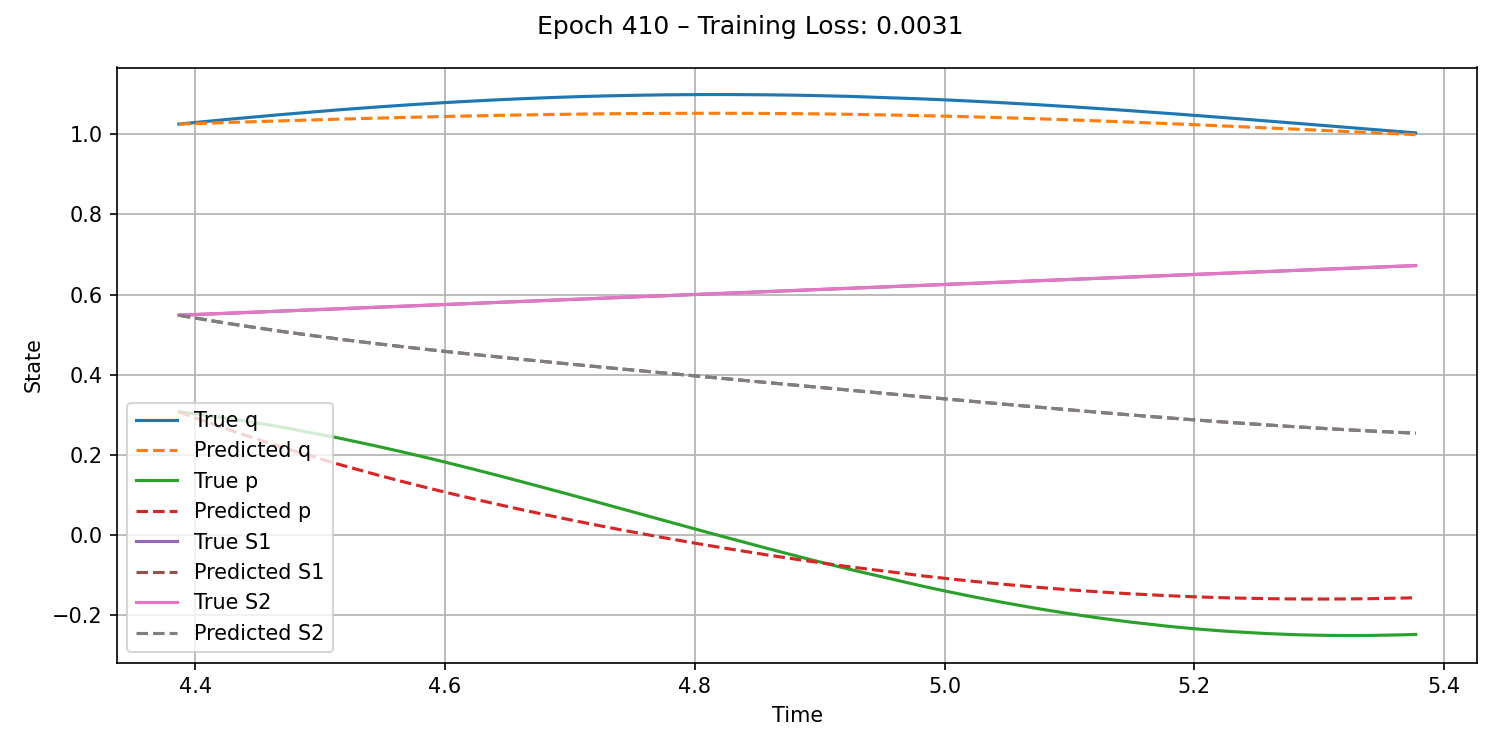 Epoch 410 – Training Loss: 0.0031
State
1.0
0.8
0.6
0.4
0.2
0.0
−0.2
True q
Predicted q
True p
Predicted p
True S1
Predicted S1
True S2
Predicted S2
4.4 4.6 4.8 5.0 5.2 5.4
Time